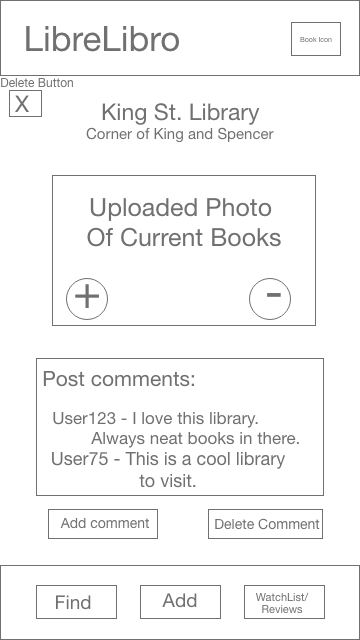 LibreLibro
Book Icon
Delete Button
X
King St. Library
Corner of King and Spencer
Uploaded Photo
Of Current Books
+ -
Post comments:
User123 - I love this library.
Always neat books in there.
User75 - This is a cool library
to visit.
Add comment
Delete Comment
Find
Add
WatchList/
Reviews